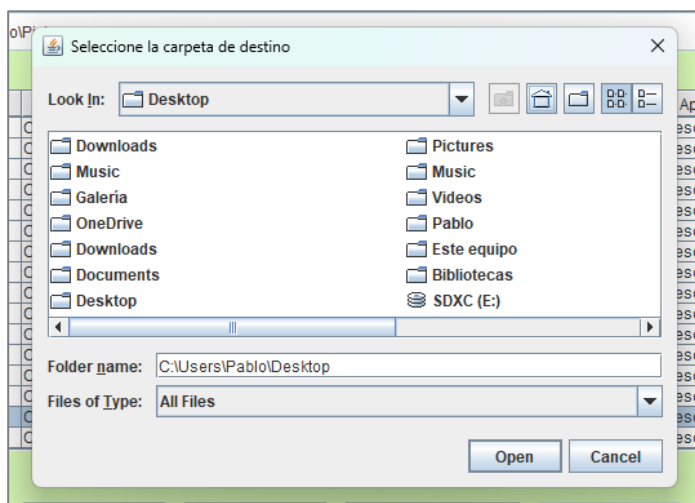 Seleccione la carpeta de destino
Look In: Desktop
Downloads
Music
Galería
OneDrive
Downloads
Documents
Desktop
Pictures
Music
Videos
Pablo
Este equipo
Bibliotecas
SDXC (E:)
Folder name: C:\Users\Pablo\Desktop
Files of Type: All Files
Open Cancel